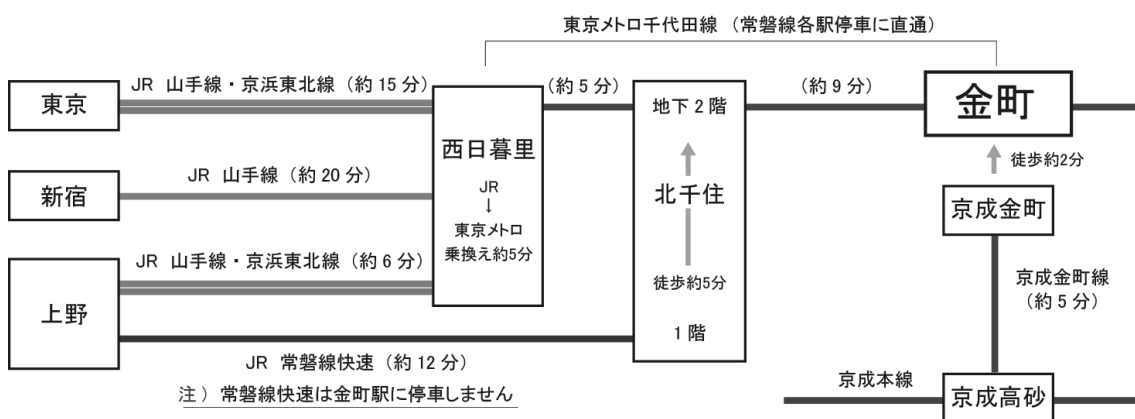 東京メトロ千代田線 （常磐線各駅停車に直通）
JR 山手線・京浜東北線（約 15 分）
（約 5 分）
（約 9 分）
東京
地下 2 階
金町
西日暮里
徒歩約2分
JR 山手線（約 20 分）
新宿
JR
↓
東京メトロ
乗換え約5分
北千住
京成金町
JR 山手線・京浜東北線（約 6 分）
徒歩約5分
京成金町線
（約 5 分）
上野
1 階
JR 常磐線快速（約 12 分）
注 ）常磐線快速は金町駅に停車しません
京成本線
京成高砂